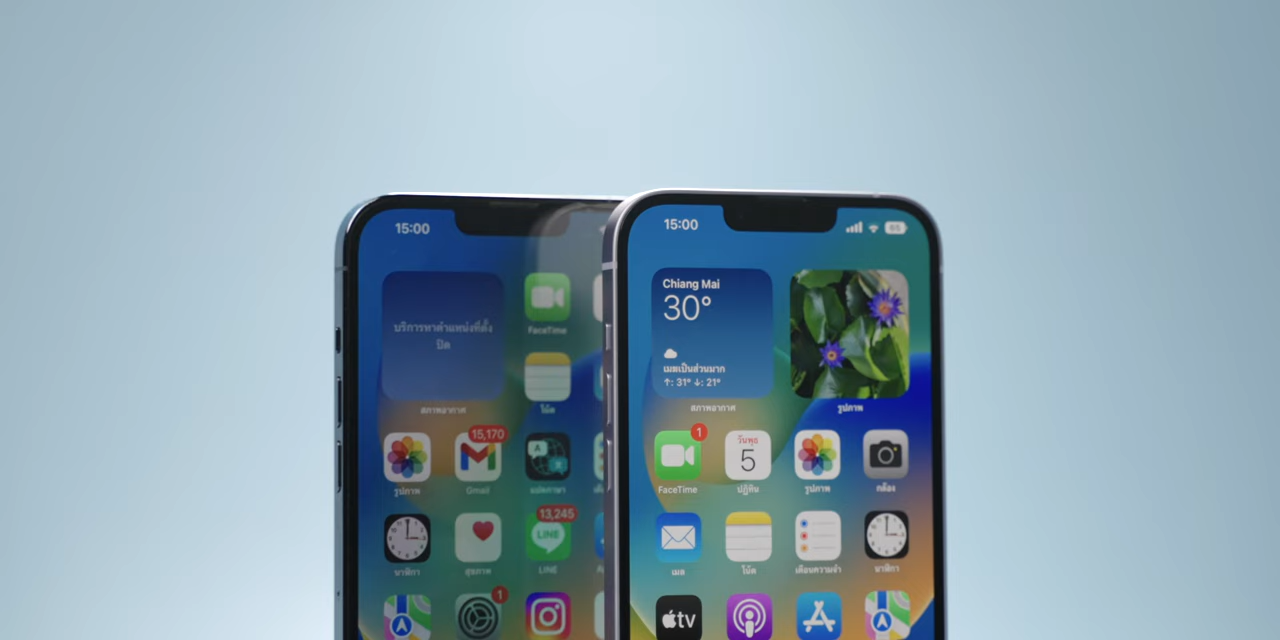 15:00
บริการหาตำแหน่งที่ตั้ง
ปิด
สภาพอากาศ
FaceTime
โน้ต
15,170
รูปภาพ
Gmail
แปลภาษา
13,245
LINE
นาฬิกา
สุขภาพ
LINE
1
15:00
65
Chiang Mai
30°
เมฆเป็นส่วนมาก
↑: 31° ↓: 21°
สภาพอากาศ
รูปภาพ
1
วันพุธ
5
FaceTime
ปฏิทิน
รูปภาพ
กล้อง
เมล
โน้ต
เตือนความจำ
นาฬิกา
tv